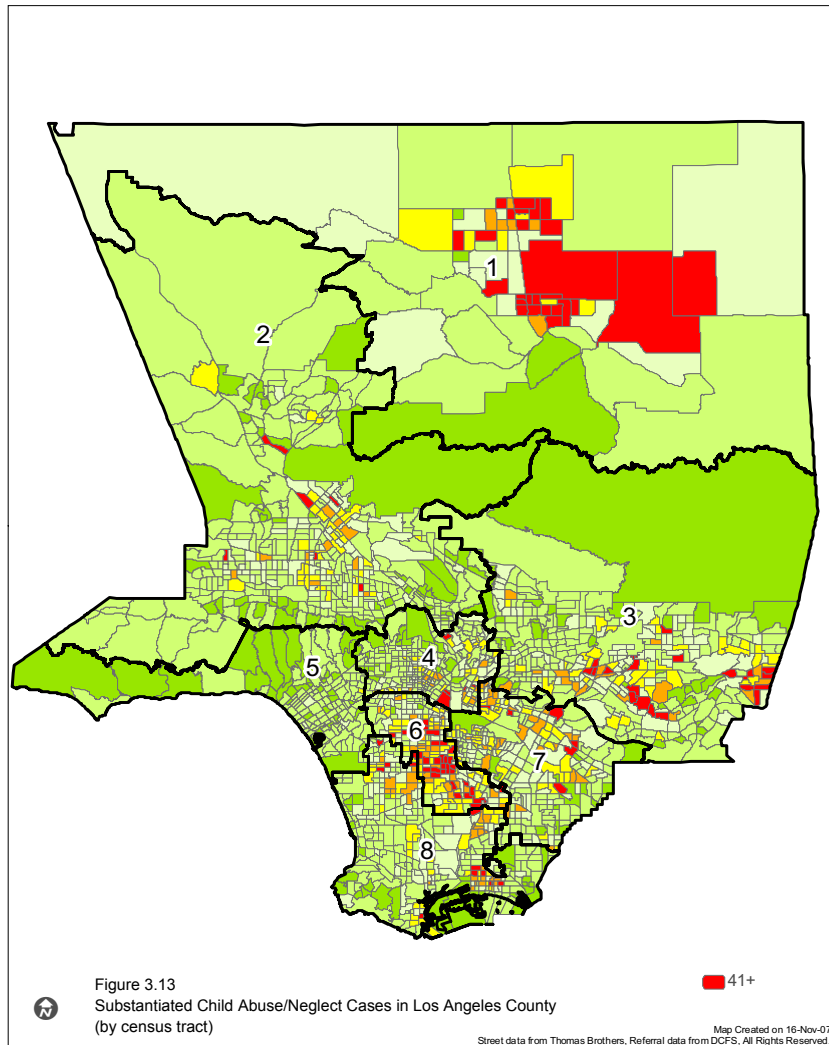 1
2
3
4
5
6
7
8
41+
Figure 3.13
Substantiated Child Abuse/Neglect Cases in Los Angeles County
(by census tract)
N
Map Created on 16-Nov-07
Street data from Thomas Brothers, Referral data from DCFS, All Rights Reserved